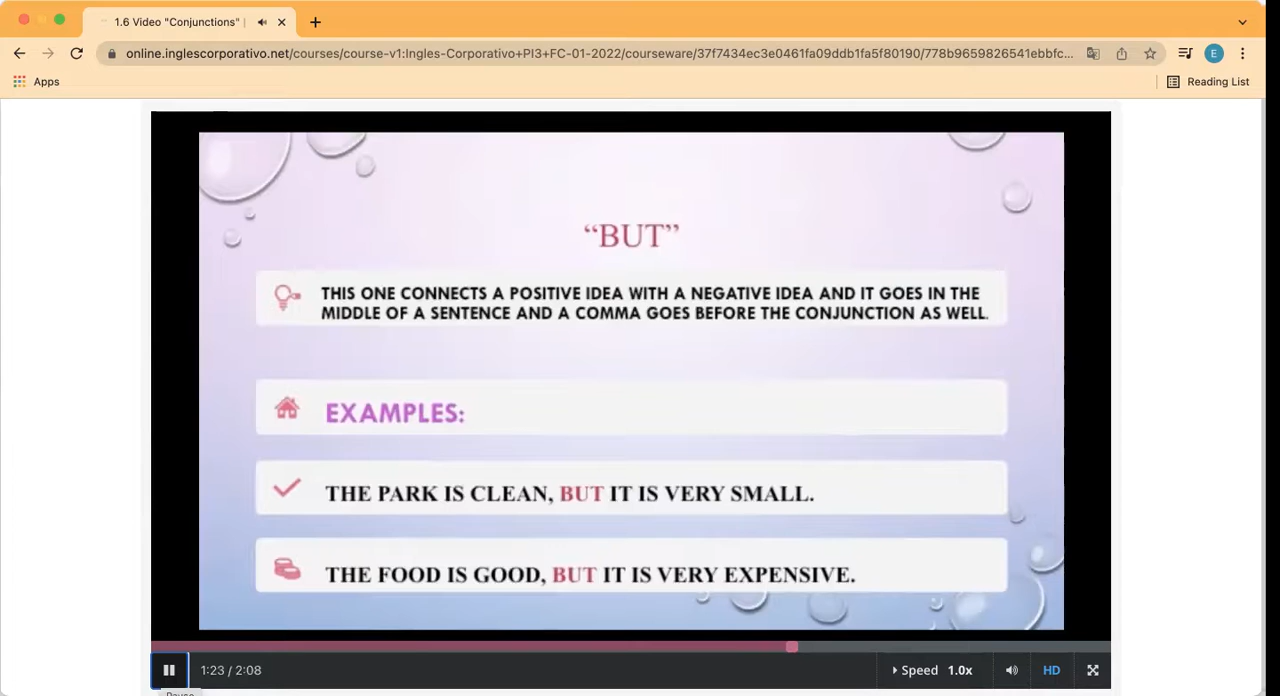 1.6 Video "Conjunctions" |
online.inglescorporativo.net/courses/course-v1:Ingles-Corporativo+PI3+FC-01-2022/courseware/37f7434ec3e0461fa09ddb1fa5f80190/778b9659826541ebbfc...
E
Apps
Reading List
“BUT”
THIS ONE CONNECTS A POSITIVE IDEA WITH A NEGATIVE IDEA AND IT GOES IN THE
MIDDLE OF A SENTENCE AND A COMMA GOES BEFORE THE CONJUNCTION AS WELL.
EXAMPLES:
THE PARK IS CLEAN, BUT IT IS VERY SMALL.
THE FOOD IS GOOD, BUT IT IS VERY EXPENSIVE.
1:23 / 2:08
Speed 1.0x
HD
Pause